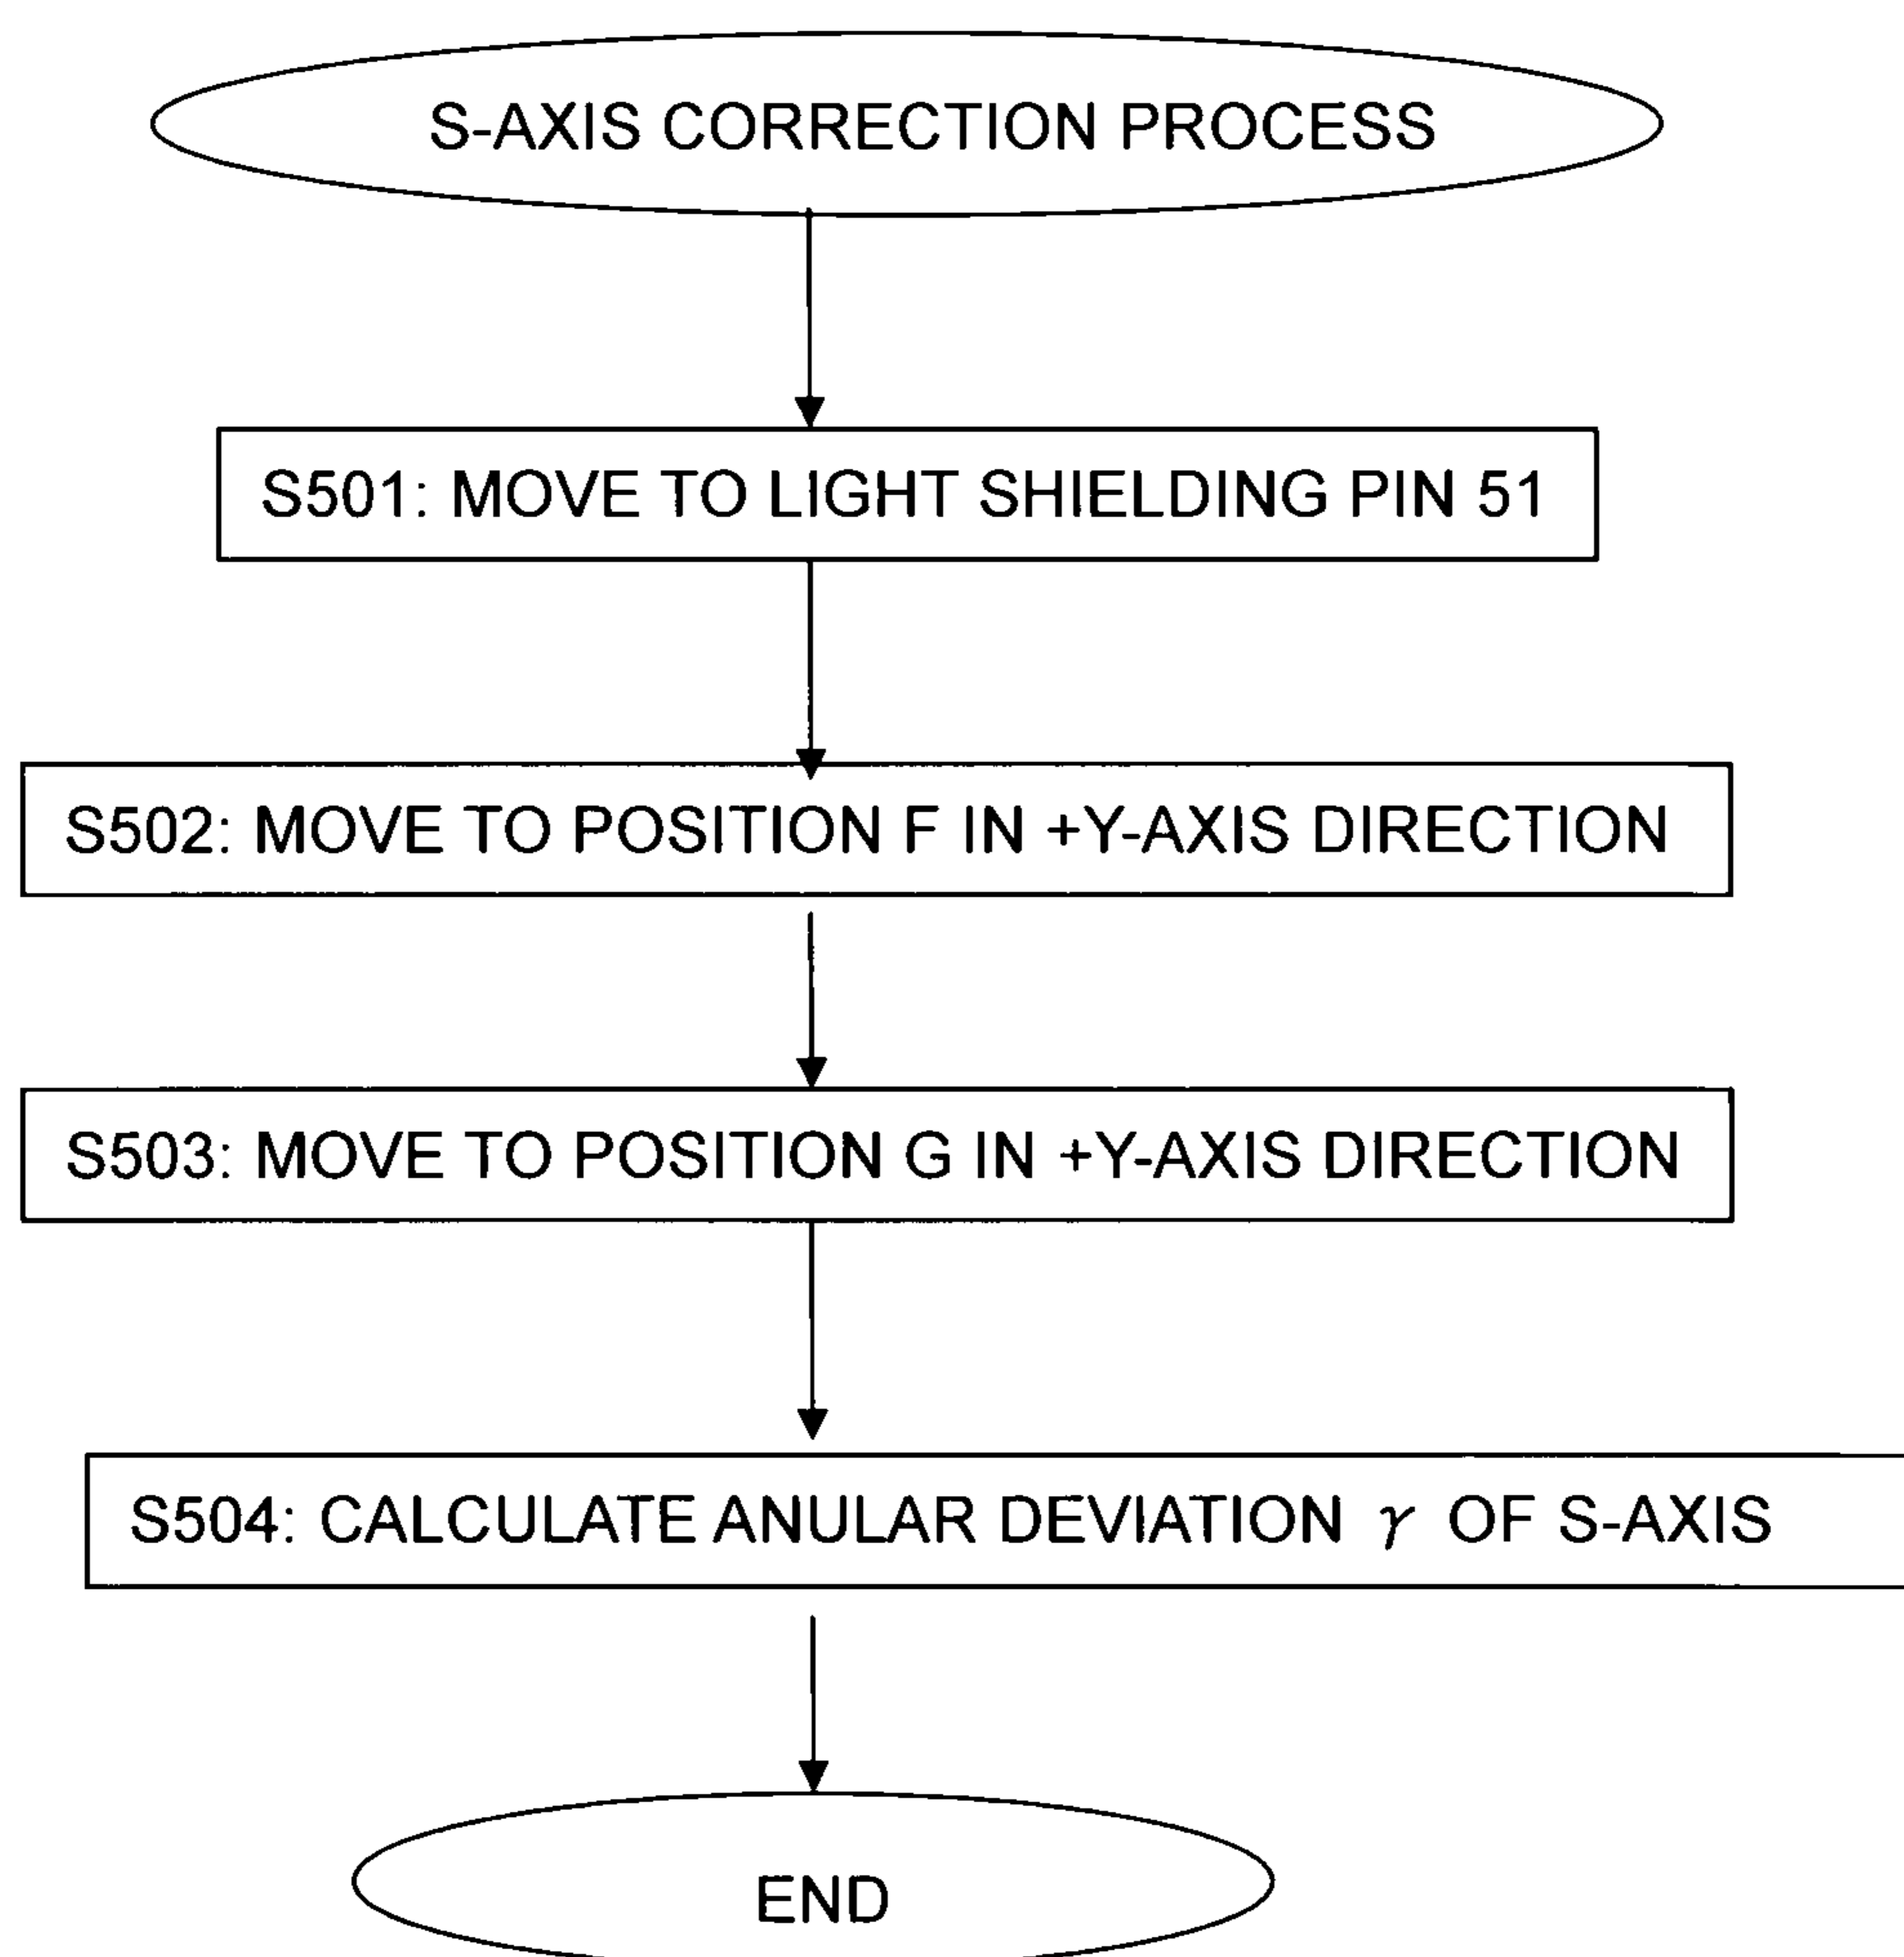 S-AXIS CORRECTION PROCESS
S501: MOVE TO LIGHT SHIELDING PIN 51
S502: MOVE TO POSITION F IN +Y-AXIS DIRECTION
S503: MOVE TO POSITION G IN +Y-AXIS DIRECTION
S504: CALCULATE ANULAR DEVIATION γ OF S-AXIS
END